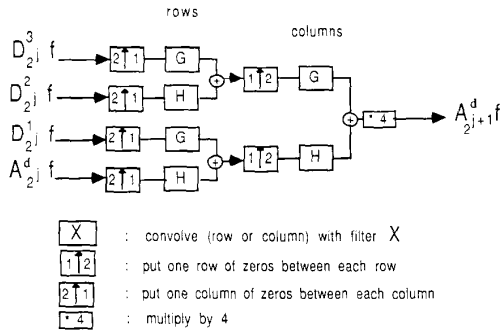 rows
columns
D³₂ⱼ f 2↑1 G
+ 1↑2 G
D²₂ⱼ f 2↑1 H
+ * 4 Aᵈ₂ⱼ₊₁f
D¹₂ⱼ f 2↑1 G
+ 1↑2 H
Aᵈ₂ⱼ f 2↑1 H
X : convolve (row or column) with filter X
1↑2 : put one row of zeros between each row
2↑1 : put one column of zeros between each column
* 4 : multiply by 4